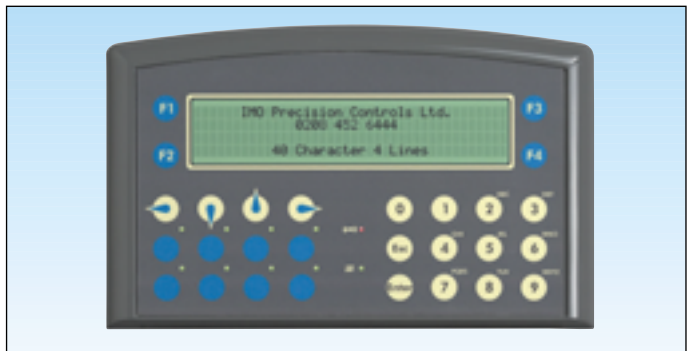 F1
F3
IMO Precision Controls Ltd.
0208 452 6444
F2
F4
40 Character 4 Lines
0 1 2 3
Esc 4 5 6
Enter 7 8 9